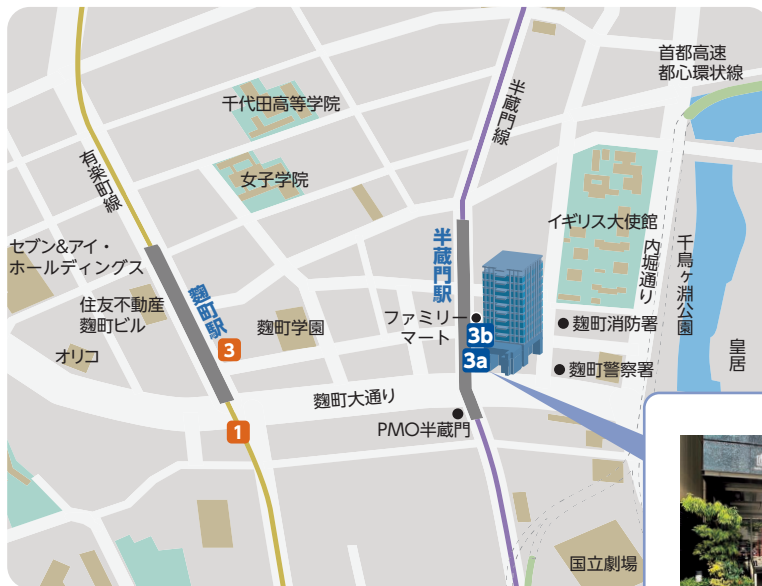 首都高速
都心環状線
千代田高等学院
半蔵門線
有楽町線
女子学院
イギリス大使館
内堀通り
千鳥ヶ淵公園
セブン&アイ・
ホールディングス
半蔵門駅
住友不動産
麴町ビル
麴町駅
麴町学園
ファミリー
マート
3b
麴町消防署
皇居
オリコ
3
3a
麴町警察署
麴町大通り
1
PMO半蔵門
国立劇場